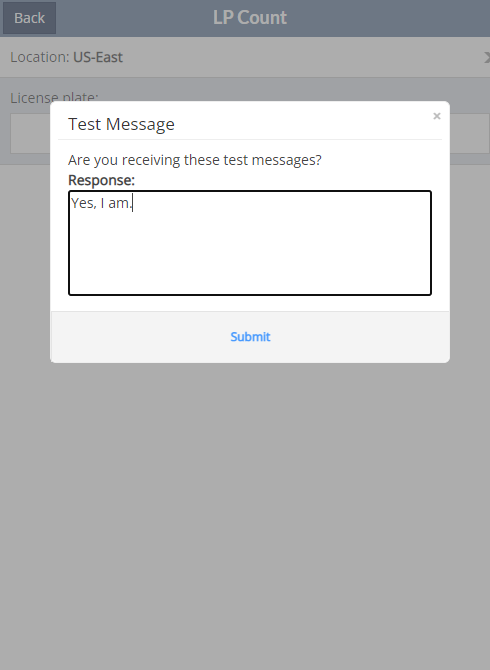 Back
LP Count
Location: US-East
License plate:
Test Message
×
Are you receiving these test messages?
Response:
Yes, I am.
Submit